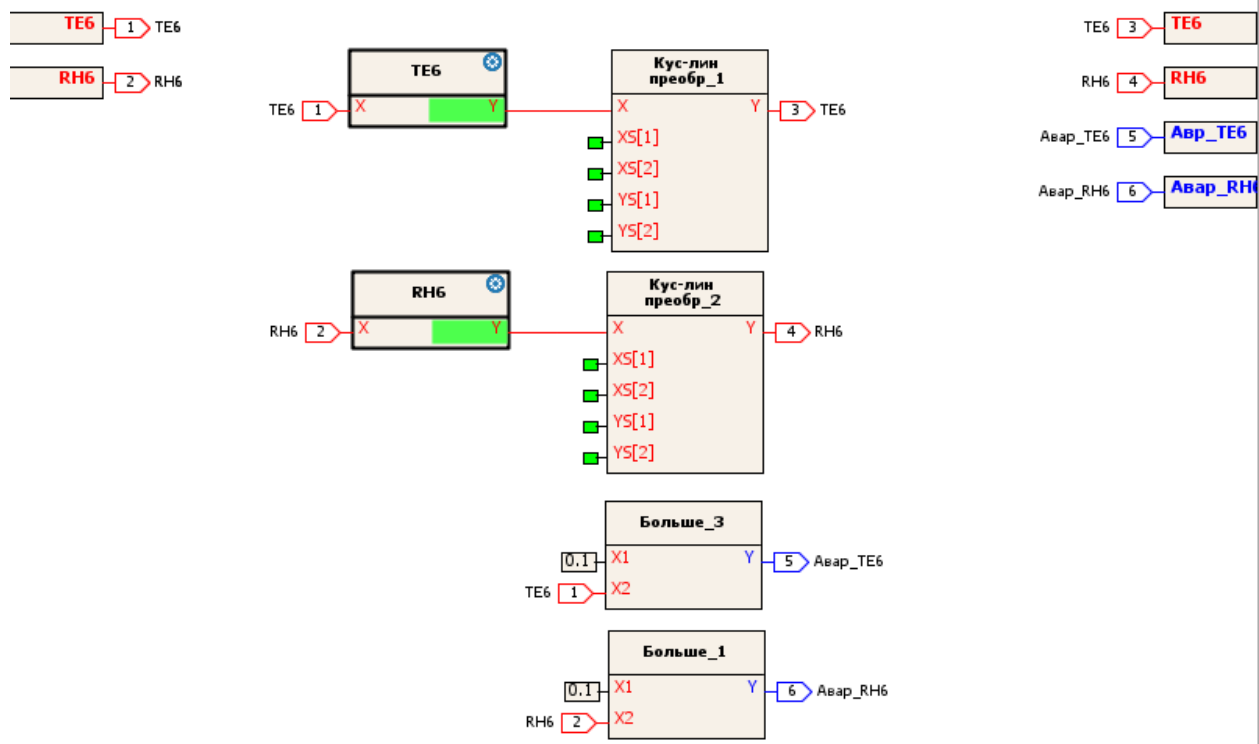 TE6 1 TE6
RH6 2 RH6
TE6
TE6 1 X Y
Кус-лин
преобр_1
X Y 3 TE6
XS[1]
XS[2]
YS[1]
YS[2]
RH6
RH6 2 X Y
Кус-лин
преобр_2
X Y 4 RH6
XS[1]
XS[2]
YS[1]
YS[2]
Больше_3
0.1 X1 Y 5 Авар_TE6
TE6 1 X2
Больше_1
0.1 X1 Y 6 Авар_RH6
RH6 2 X2
TE6 3 TE6
RH6 4 RH6
Авар_TE6 5 Авр_TE6
Авар_RH6 6 Авар_RH6